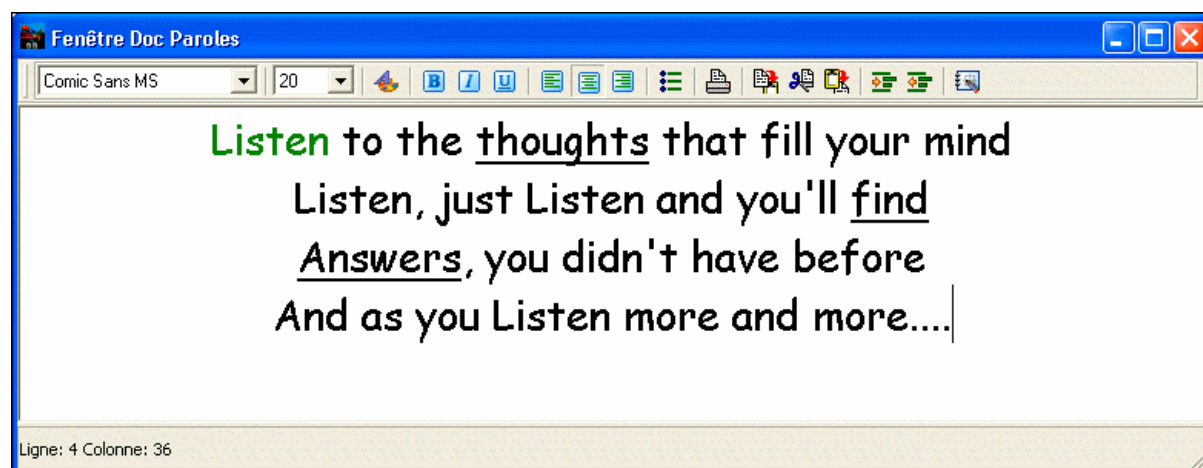 Fenêtre Doc Paroles
Comic Sans MS 20 B I U
Listen to the thoughts that fill your mind
Listen, just Listen and you'll find
Answers, you didn't have before
And as you Listen more and more....
Ligne: 4 Colonne: 36